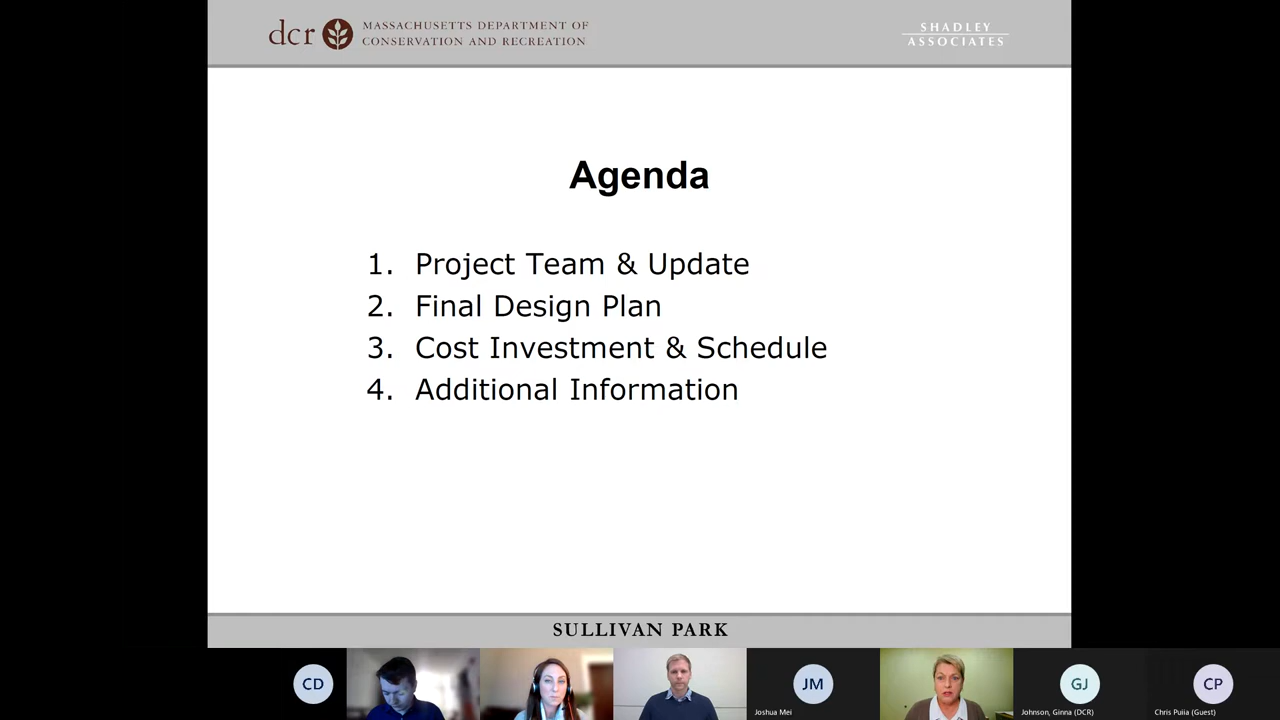 dcr
MASSACHUSETTS DEPARTMENT OF
CONSERVATION AND RECREATION
SHADLEY
ASSOCIATES
Agenda
1. Project Team & Update
2. Final Design Plan
3. Cost Investment & Schedule
4. Additional Information
SULLIVAN PARK
CD
JM
GJ
CP
Joshua Mei
Johnson, Ginna (DCR)
Chris Puiia (Guest)